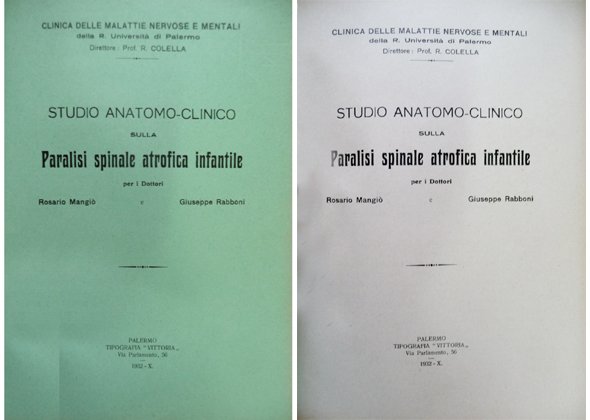 CLINICA DELLE MALATTIE NERVOSE E MENTALI
della R. Università di Palermo
Direttore: Prof. R. COLELLA
STUDIO ANATOMO-CLINICO
SULLA
Paralisi spinale atrofica infantile
per i Dottori
Rosario Mangiò e Giuseppe Rabboni
PALERMO
TIPOGRAFIA "VITTORIA„
Via Parlamento, 56
1932-X.
CLINICA DELLE MALATTIE NERVOSE E MENTALI
della R. Università di Palermo
Direttore: Prof. R. COLELLA
STUDIO ANATOMO-CLINICO
SULLA
Paralisi spinale atrofica infantile
per i Dottori
Rosario Mangiò e Giuseppe Rabboni
PALERMO
TIPOGRAFIA "VITTORIA„
Via Parlamento, 56
1932-X.